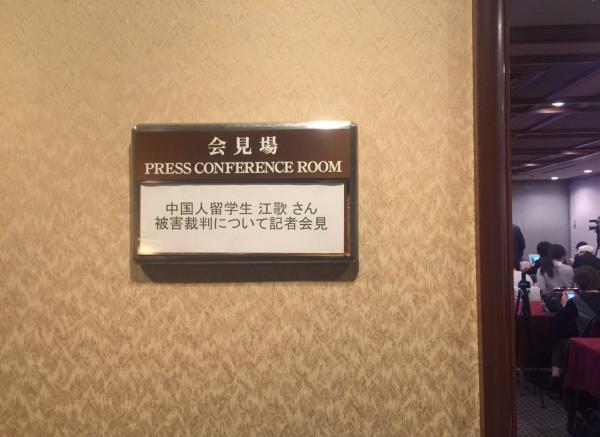 会見場
PRESS CONFERENCE ROOM
中国人留学生 江歌 さん
被害裁判について記者会見